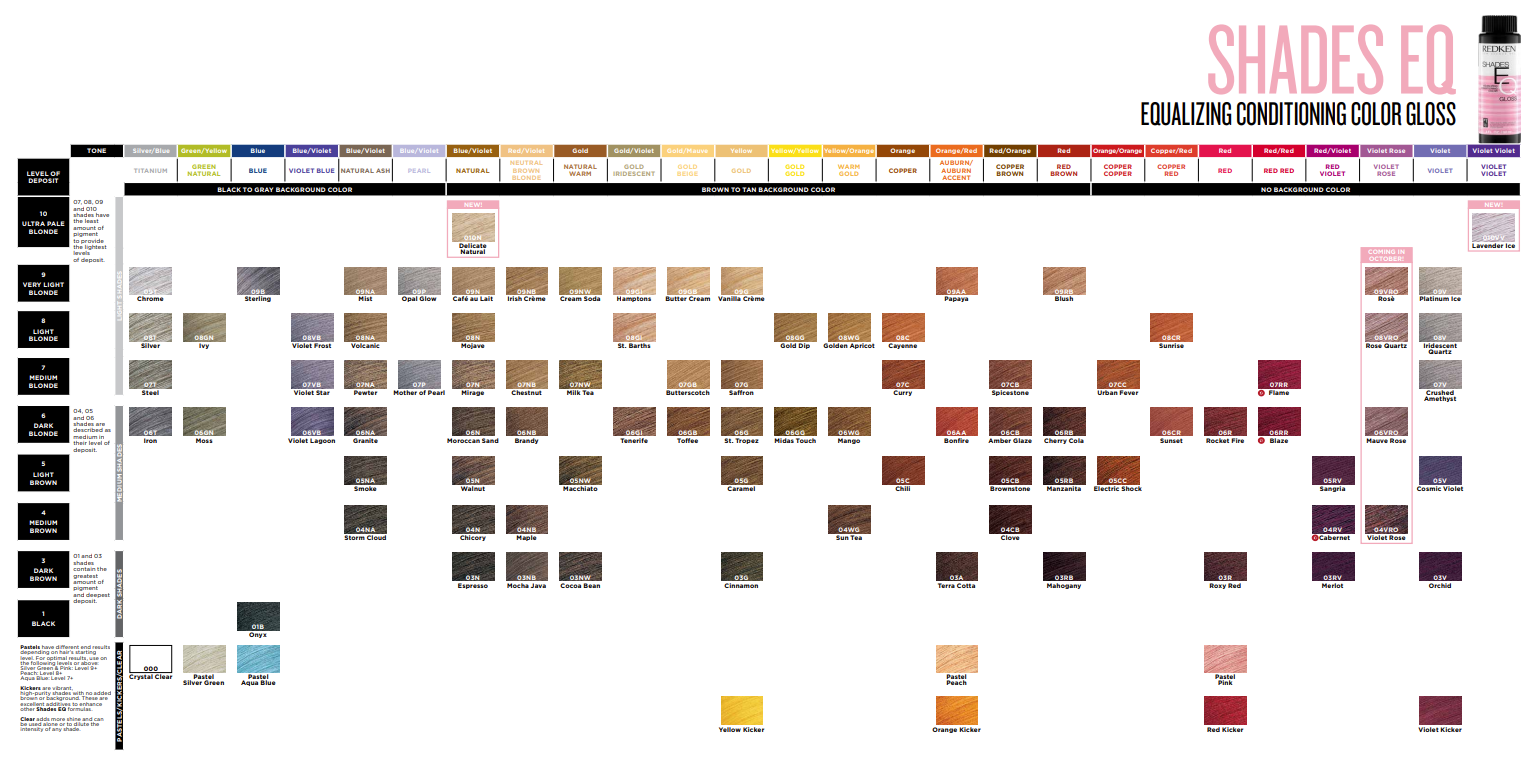 SHADES EQ
EQUALIZING CONDITIONING COLOR GLOSS
REDKEN
SHADES
EQ
GLOSS
TONE Silver/Blue Green/Yellow Blue Blue/Violet Blue/Violet Blue/Violet Blue/Violet Red/Violet Gold Gold/Violet Gold/Mauve Yellow Yellow/Yellow Yellow/Orange Orange Orange/Red Red/Orange Red Orange/Orange Copper/Red Red Red/Red Red/Violet Violet Rose Violet Violet Violet
LEVEL OF DEPOSIT
TITANIUM
GREEN NATURAL
BLUE
VIOLET BLUE
NATURAL ASH
PEARL
NATURAL
NEUTRAL BROWN BLONDE
NATURAL WARM
GOLD IRIDESCENT
GOLD BEIGE
GOLD
GOLD GOLD
WARM GOLD
COPPER
AUBURN/ AUBURN ACCENT
COPPER BROWN
RED BROWN
COPPER COPPER
COPPER RED
RED
RED RED
RED VIOLET
VIOLET ROSE
VIOLET
VIOLET VIOLET
BLACK TO GRAY BACKGROUND COLOR BROWN TO TAN BACKGROUND COLOR NO BACKGROUND COLOR
10
ULTRA PALE
BLONDE
07, 08, 09
and 010
shades have
the least
amount of
pigment
to provide
the lightest
levels
of deposit.
LIGHT SHADES
NEW!
010N
Delicate
Natural
NEW!
010VV
Lavender Ice
COMING IN
OCTOBER!
9
VERY LIGHT
BLONDE
09T 09B 09NA 09P 09N 09NB 09NW 09GI 09GB 09G 09AA 09RB 09VRO 09V
Chrome Sterling Mist Opal Glow Café au Lait Irish Crème Cream Soda Hamptons Butter Cream Vanilla Crème Papaya Blush Rosè Platinum Ice
8
LIGHT
BLONDE
08T 08GN 08VB 08NA 08N 08GI 08GG 08WG 08C 08CR 08VRO 08V
Silver Ivy Violet Frost Volcanic Mojave St. Barths Gold Dip Golden Apricot Cayenne Sunrise Rose Quartz Iridescent
Quartz
7
MEDIUM
BLONDE
07T 07VB 07NA 07P 07N 07NB 07NW 07GB 07G 07C 07CB 07CC 07RR 07V
Steel Violet Star Pewter Mother of Pearl Mirage Chestnut Milk Tea Butterscotch Saffron Curry Spicestone Urban Fever Flame Crushed
Amethyst
6
DARK
BLONDE
04, 05
and 06
shades are
described as
medium in
their level of
deposit.
MEDIUM SHADES
06T 06GN 06VB 06NA 06N 06NB 06GI 06GB 06G 06GG 06WG 06AA 06CB 06RB 06CR 06R 06RR 06VRO
Iron Moss Violet Lagoon Granite Moroccan Sand Brandy Tenerife Toffee St. Tropez Midas Touch Mango Bonfire Amber Glaze Cherry Cola Sunset Rocket Fire Blaze Mauve Rose
5
LIGHT
BROWN
05NA 05N 05NW 05G 05C 05CB 05RB 05CC 05RV 05V
Smoke Walnut Macchiato Caramel Chili Brownstone Manzanita Electric Shock Sangria Cosmic Violet
4
MEDIUM
BROWN
04NA 04N 04NB 04WG 04CB 04RV 04VRO
Storm Cloud Chicory Maple Sun Tea Clove Cabernet Violet Rose
3
DARK
BROWN
01 and 03
shades
contain the
greatest
amount of
pigment
and deepest
deposit.
DARK SHADES
03N 03NB 03NW 03G 03A 03RB 03R 03RV 03V
Espresso Mocha Java Cocoa Bean Cinnamon Terra Cotta Mahogany Roxy Red Merlot Orchid
1
BLACK
01B
Onyx
Pastels have different end results
depending on hair's starting
level. For optimal results, use on
the following levels or above:
Silver Green & Pink: Level 9+
Peach: Level 8+
Aqua Blue: Level 7+
Kickers are vibrant,
high-purity shades with no added
brown or background. These are
excellent additives to enhance
other Shades EQ formulas.
Clear adds more shine and can
be used alone or to dilute the
intensity of any shade.
PASTELS/KICKERS/CLEAR
000
Crystal Clear Pastel
Silver Green Pastel
Aqua Blue Pastel
Peach Pastel
Pink
Yellow Kicker Orange Kicker Red Kicker Violet Kicker